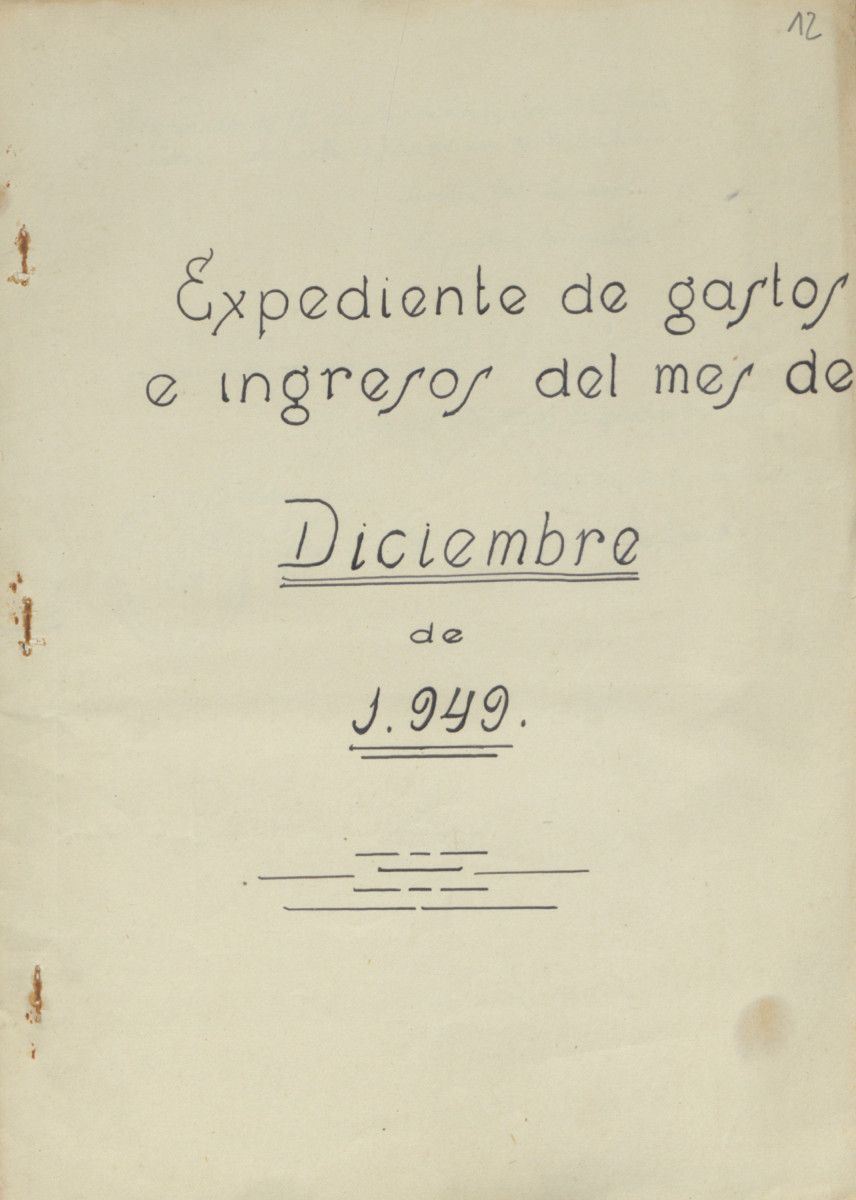 12
Expediente de gastos
e ingresos del mes de
Diciembre
de
1.949.